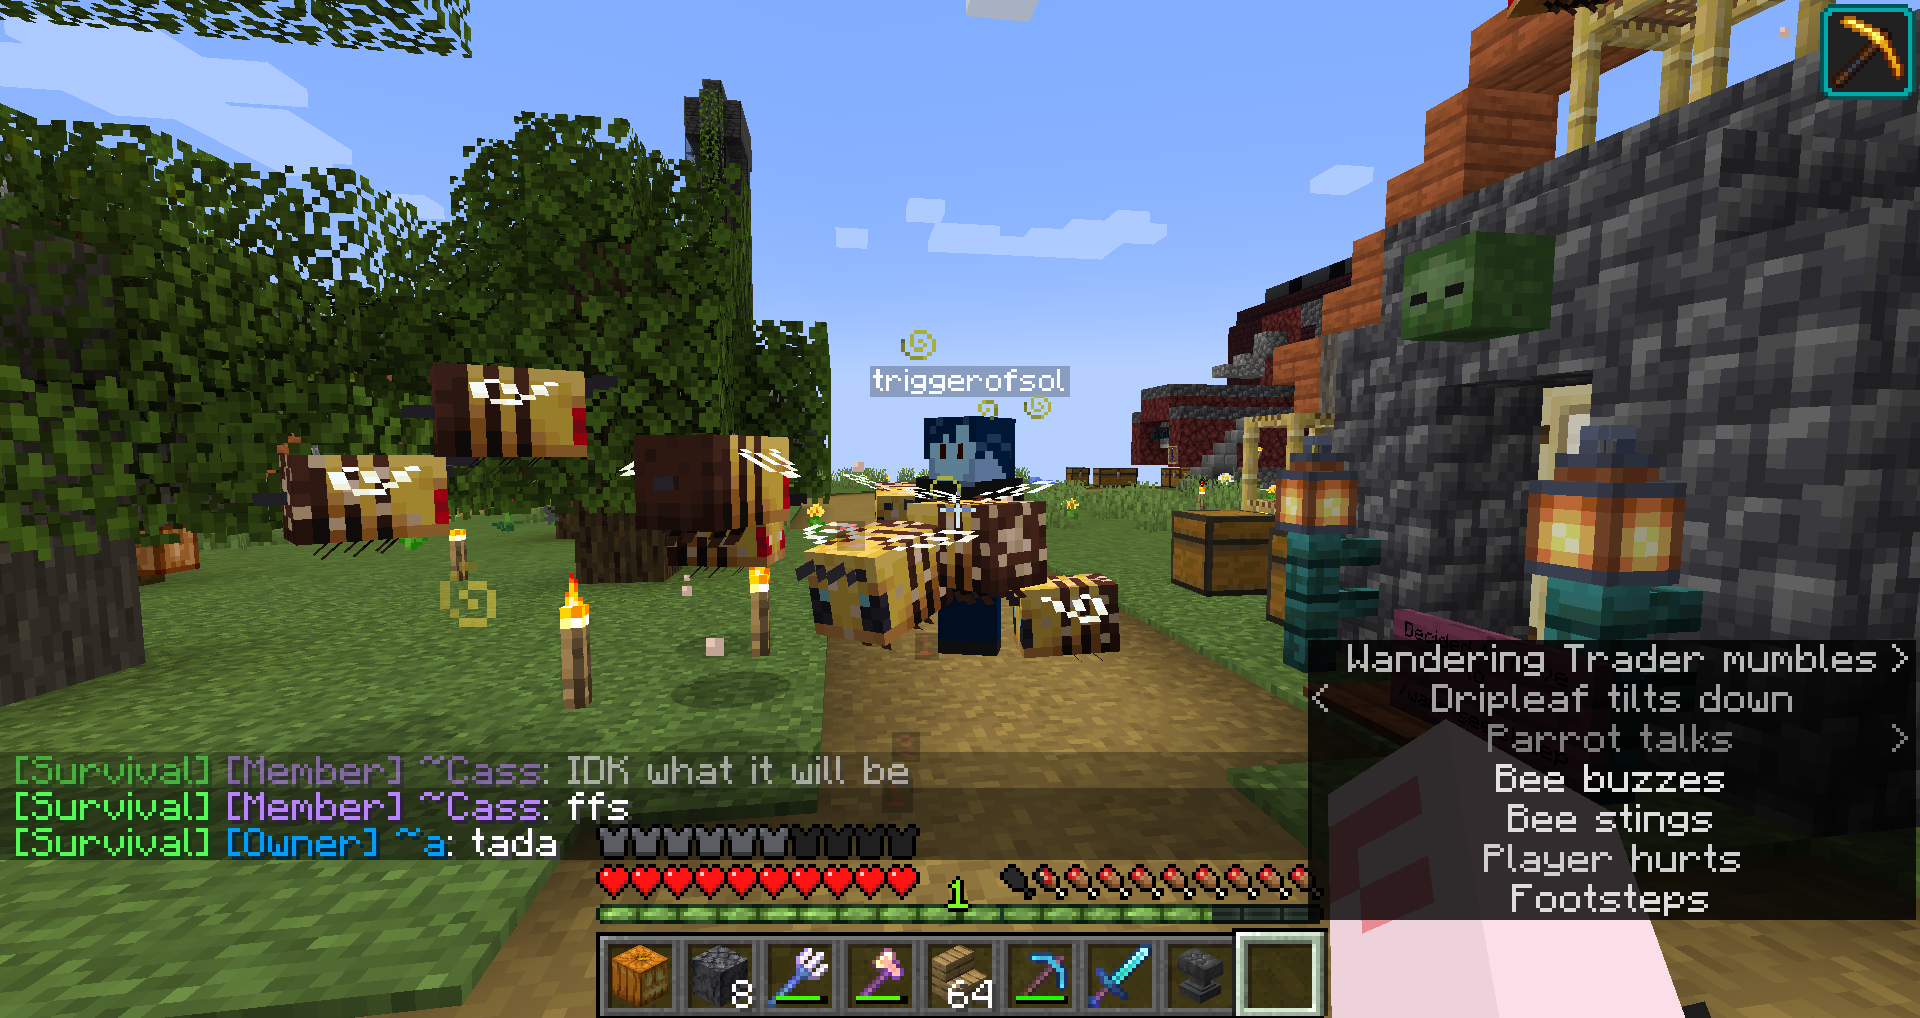 triggerofsol
Wandering Trader mumbles >
< Dripleaf tilts down
Parrot talks >
Bee buzzes
Bee stings
Player hurts
Footsteps
[Survival] [Member] ~Cass: IDK what it will be
[Survival] [Member] ~Cass: ffs
[Survival] [Owner] ~a: tada
1
8
64